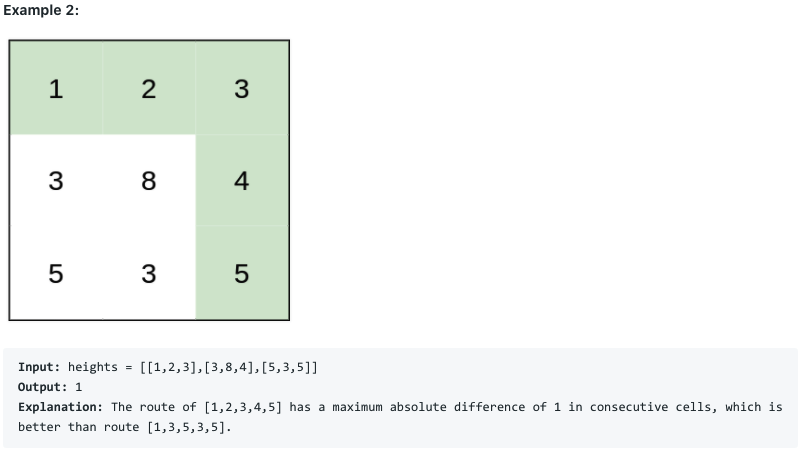 Example 2:
1 2 3
3 8 4
5 3 5
Input: heights = [[1,2,3],[3,8,4],[5,3,5]]
Output: 1
Explanation: The route of [1,2,3,4,5] has a maximum absolute difference of 1 in consecutive cells, which is
better than route [1,3,5,3,5].